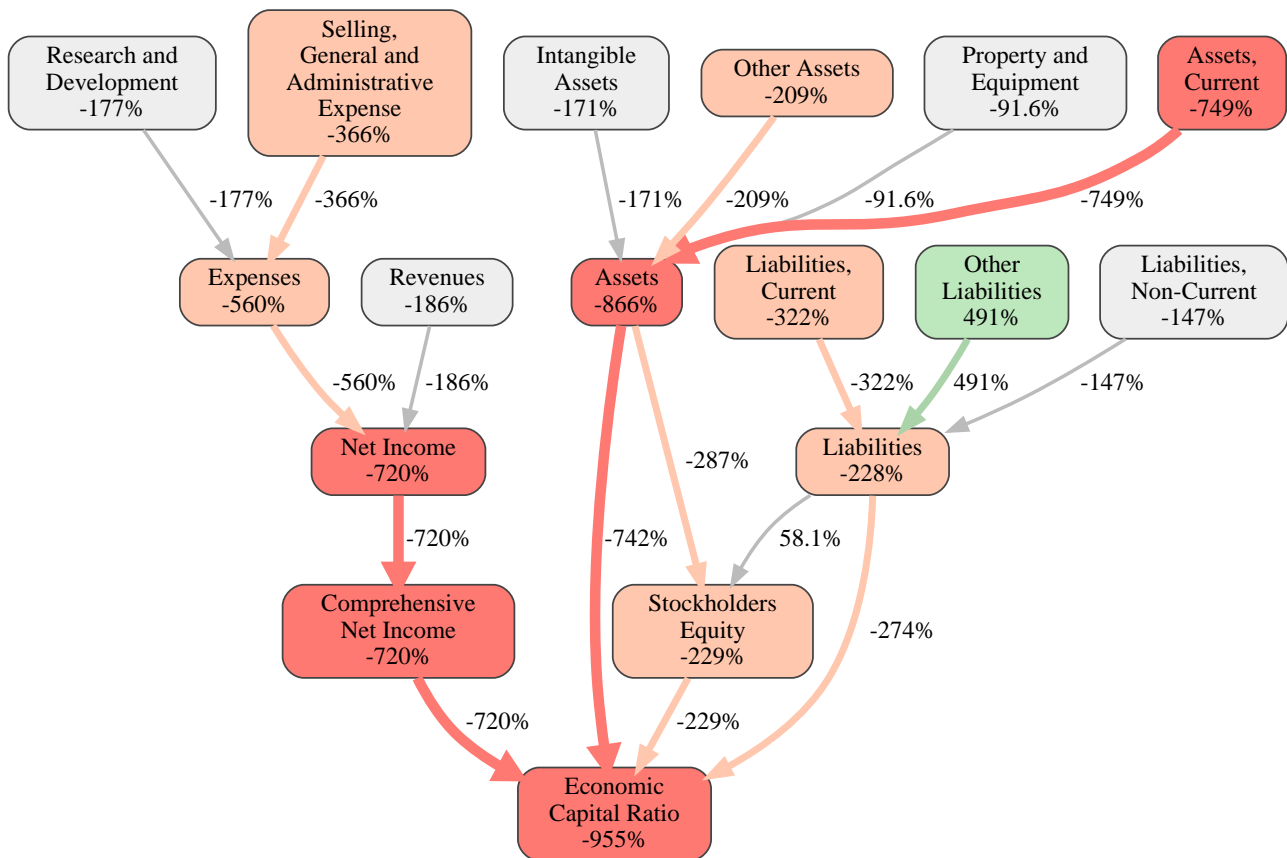 Research and
Development
-177%
Selling,
General and
Administrative
Expense
-366%
Intangible
Assets
-171%
Other Assets
-209%
Property and
Equipment
-91.6%
Assets,
Current
-749%
-177%
-366%
-171%
-209%
-91.6%
-749%
Expenses
-560%
Revenues
-186%
Assets
-866%
Liabilities,
Current
-322%
Other
Liabilities
491%
Liabilities,
Non-Current
-147%
-560%
-186%
-322%
491%
-147%
Net Income
-720%
-287%
Liabilities
-228%
-720%
-742%
58.1%
Comprehensive
Net Income
-720%
Stockholders
Equity
-229%
-274%
-720%
-229%
Economic
Capital Ratio
-955%